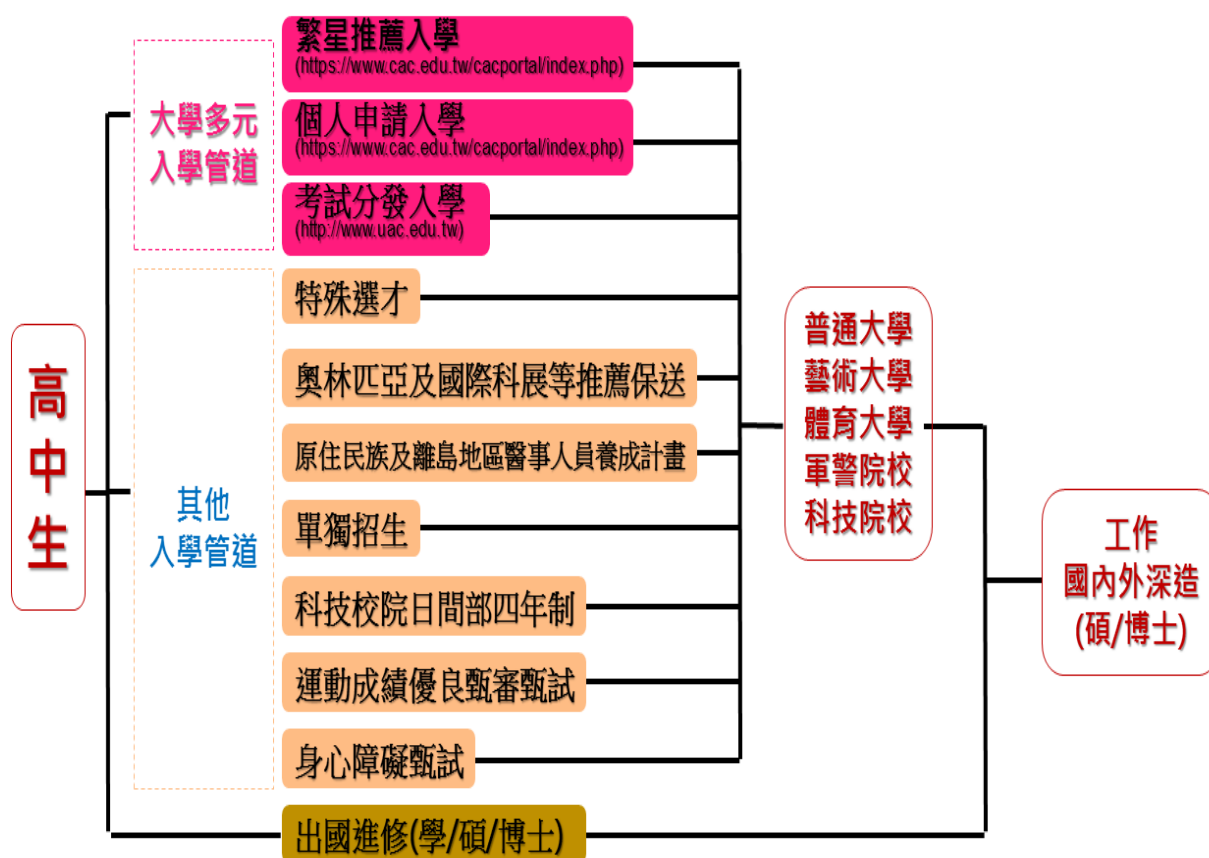 高
中
生
大學多元
入學管道
繁星推薦入學
(https://www.cac.edu.tw/cacportal/index.php)
個人申請入學
(https://www.cac.edu.tw/cacportal/index.php)
考試分發入學
(http://www.uac.edu.tw)
其他
入學管道
特殊選才
奧林匹亞及國際科展等推薦保送
原住民族及離島地區醫事人員養成計畫
單獨招生
科技校院日間部四年制
運動成績優良甄審甄試
身心障礙甄試
出國進修(學/碩/博士)
普通大學
藝術大學
體育大學
軍警院校
科技院校
工作
國內外深造
(碩/博士)